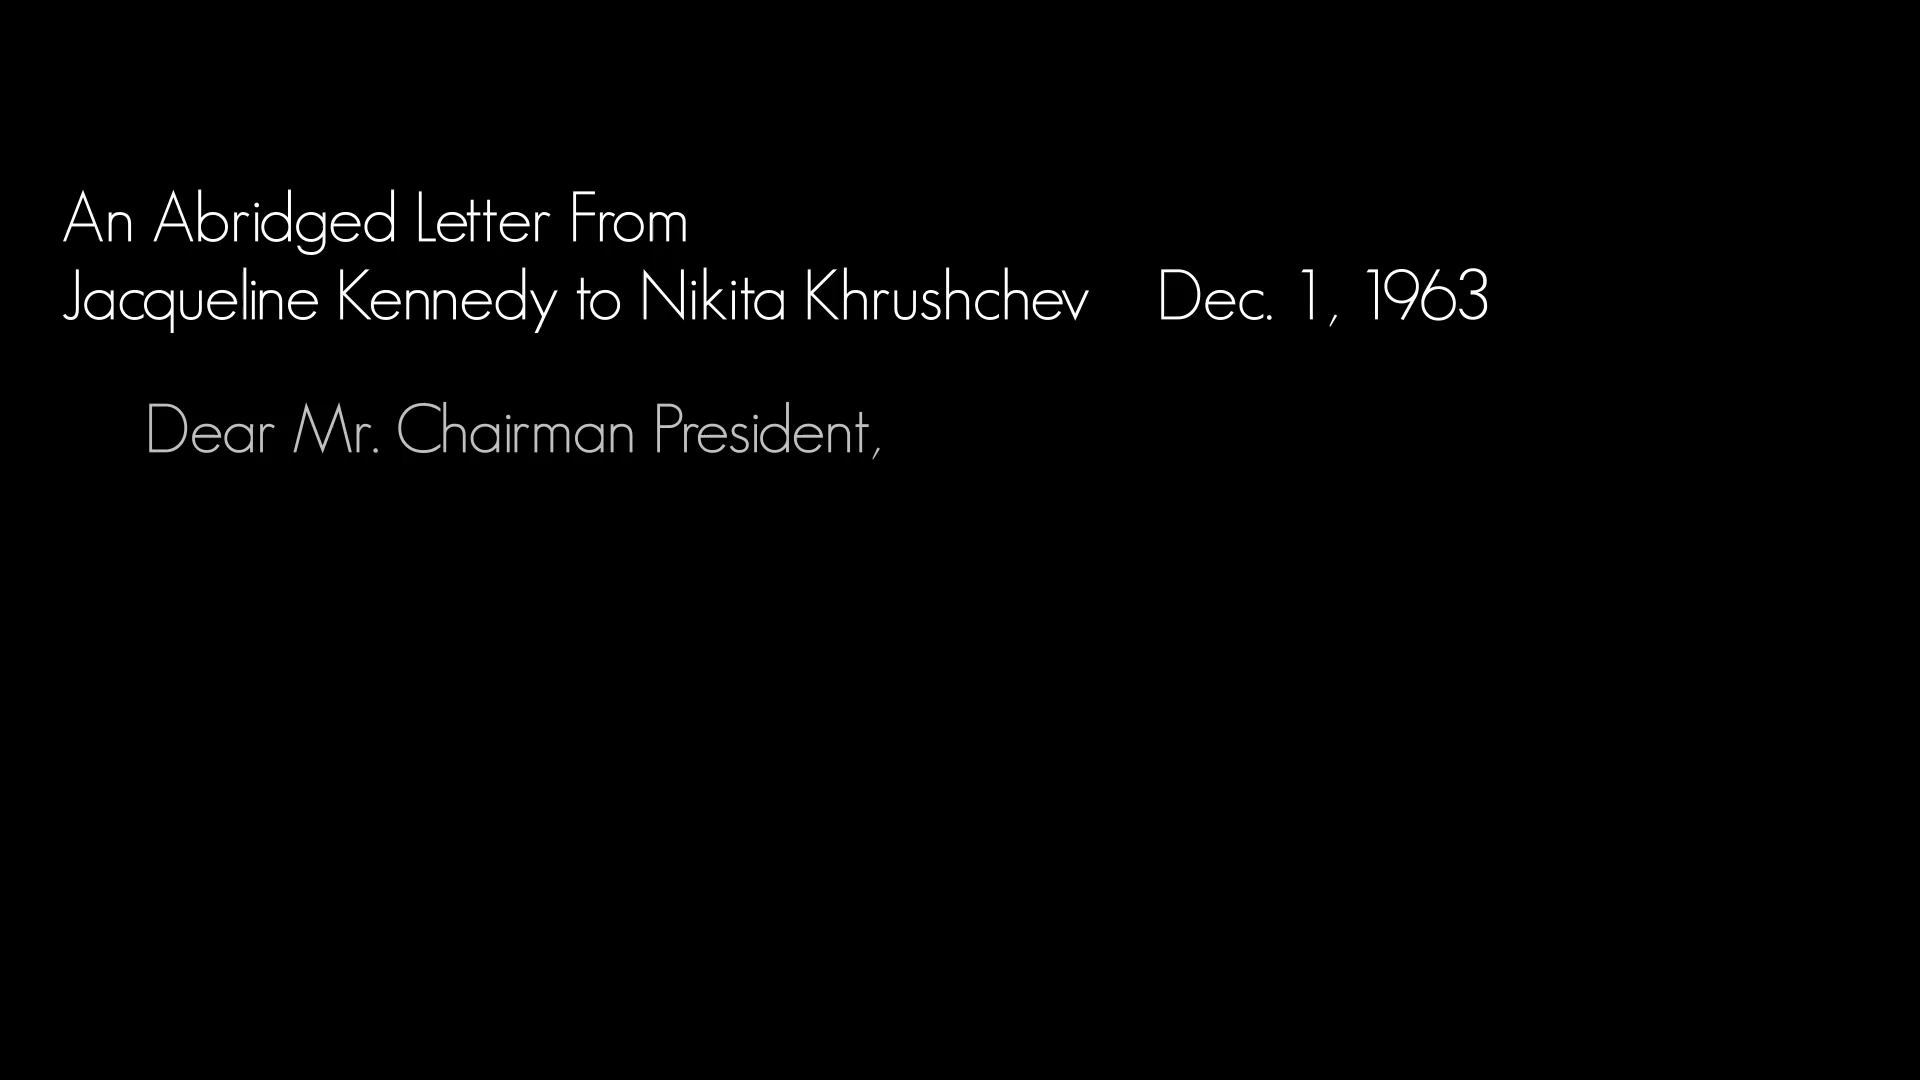 An Abridged Letter From
Jacqueline Kennedy to Nikita Khrushchev Dec. 1, 1963
Dear Mr. Chairman President,